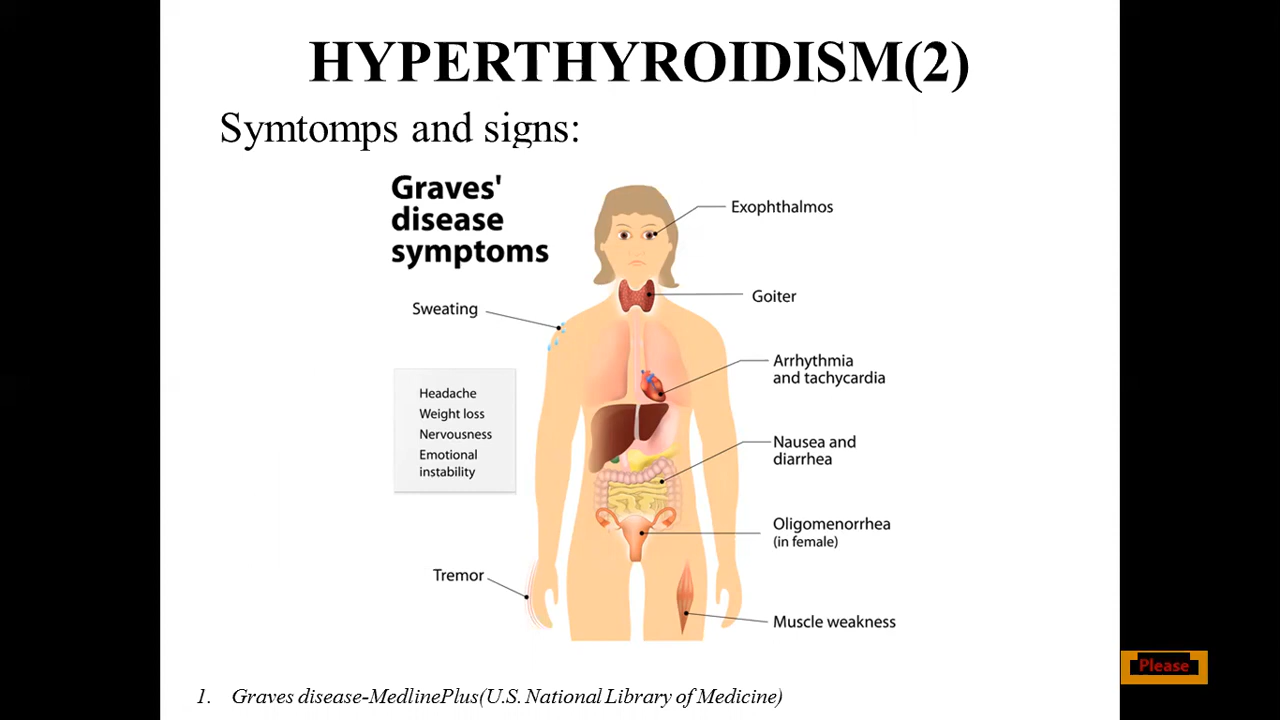 HYPERTHYROIDISM(2)
Symtomps and signs:
Graves'
disease
symptoms
Exophthalmos
Goiter
Sweating
Arrhythmia
and tachycardia
Headache
Weight loss
Nervousness
Emotional
instability
Nausea and
diarrhea
Oligomenorrhea
(in female)
Tremor
Muscle weakness
Please
1. Graves disease-MedlinePlus(U.S. National Library of Medicine)